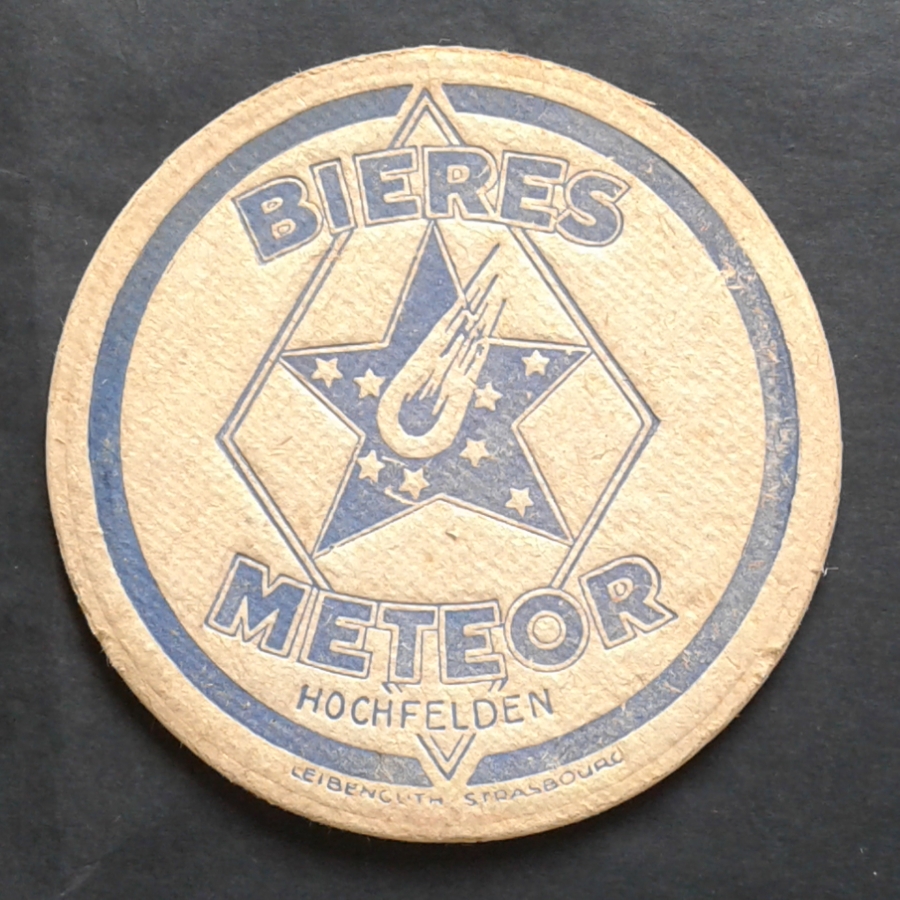 BIERES
METEOR
HOCHFELDEN
LEIBENGUTH STRASBOURG